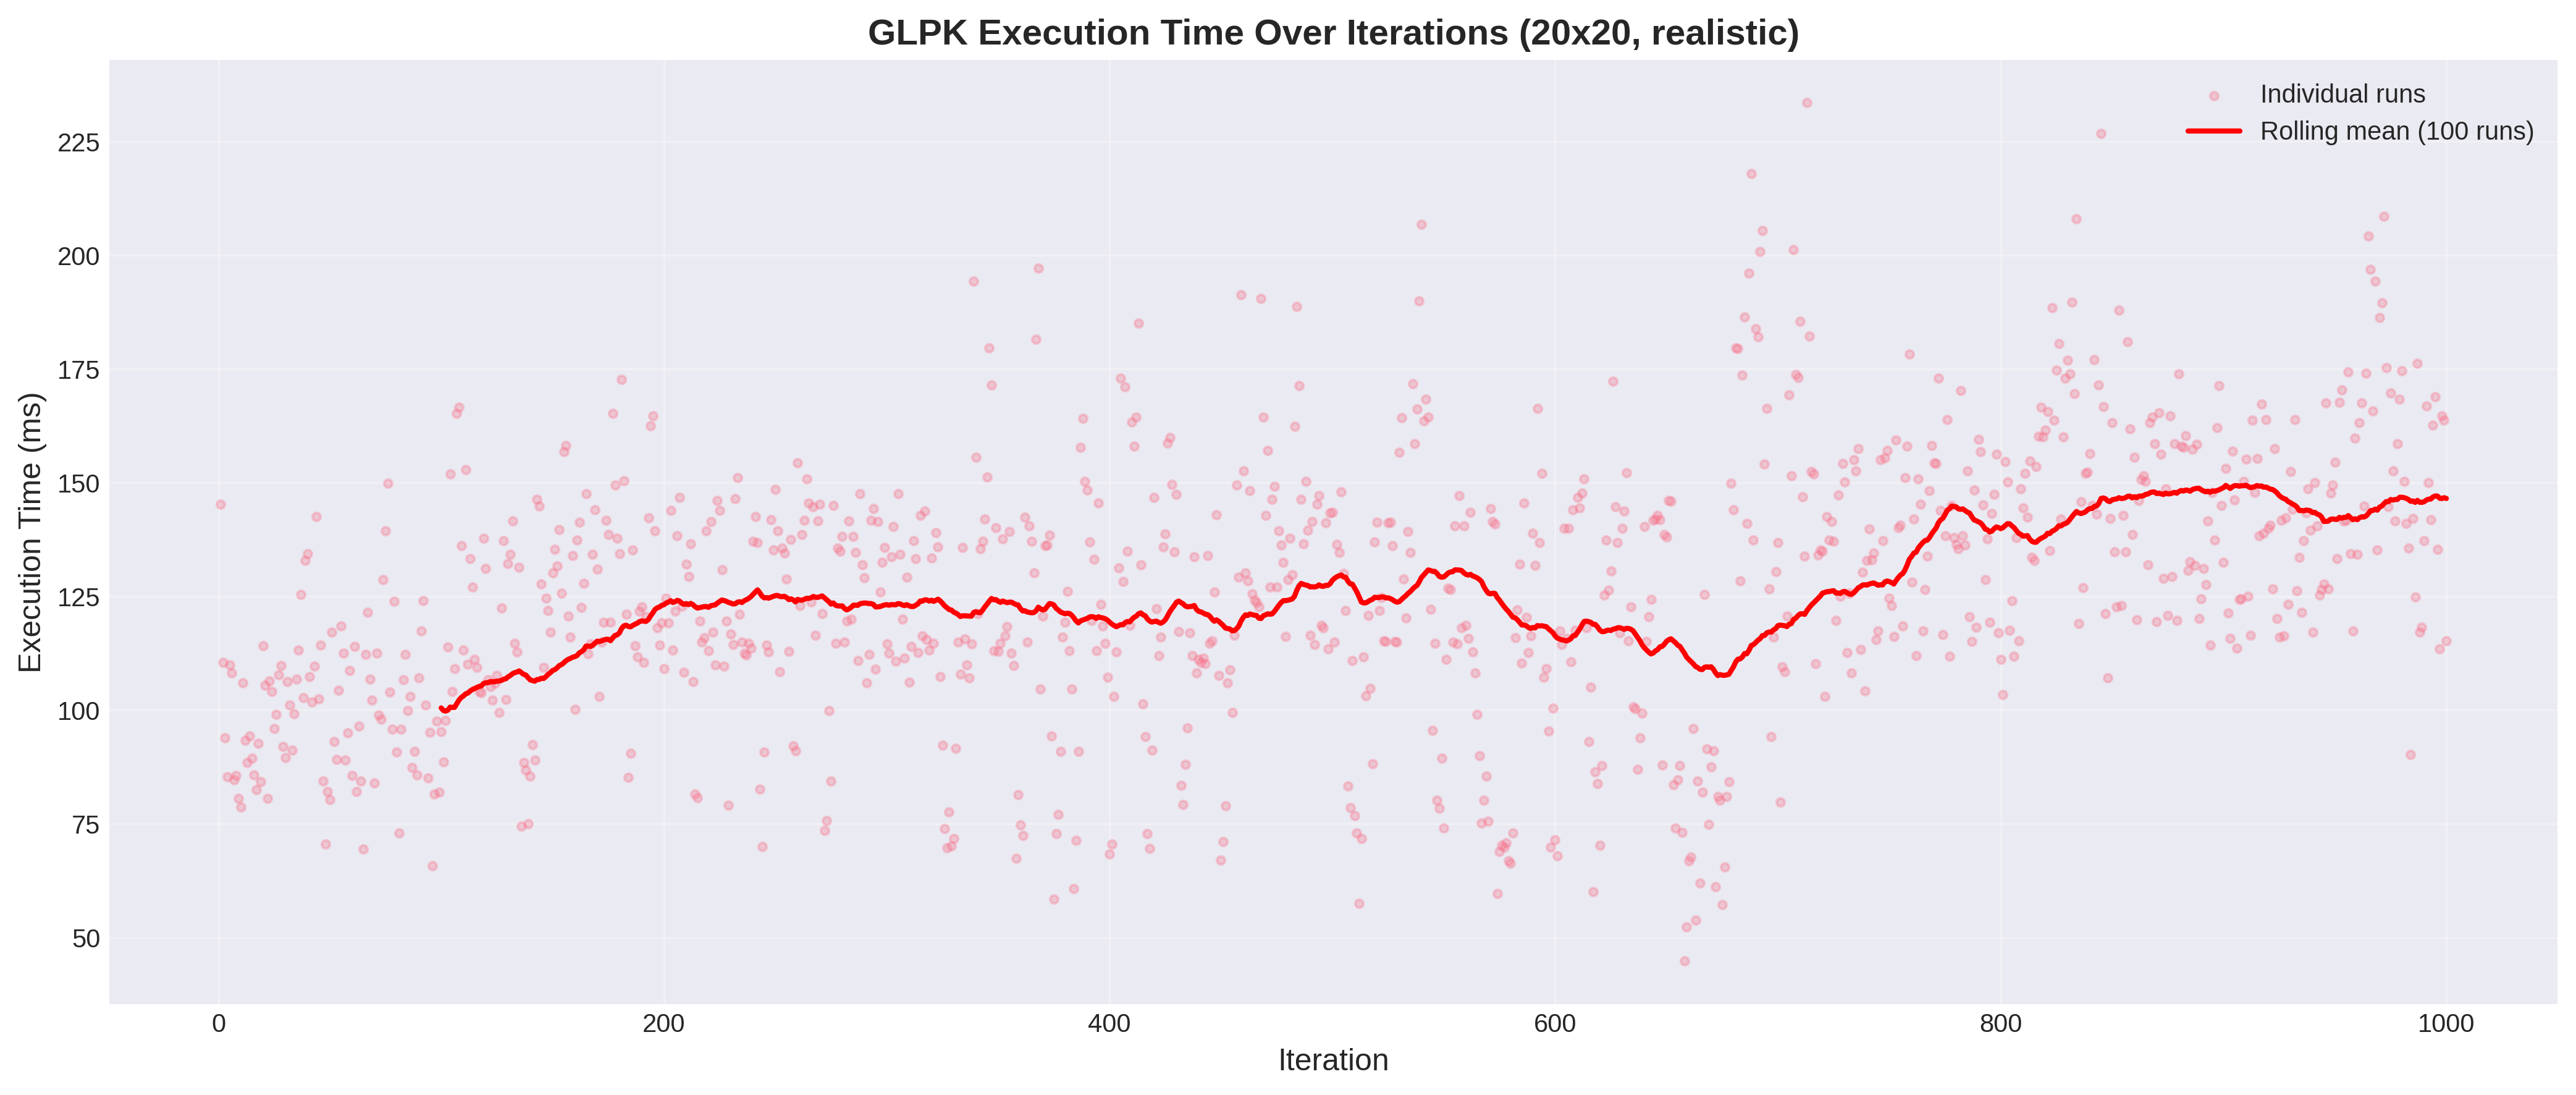 GLPK Execution Time Over Iterations (20x20, realistic)
Individual runs
Rolling mean (100 runs)
Execution Time (ms)
225
200
175
150
125
100
75
50
0
200
400
600
800
1000
Iteration